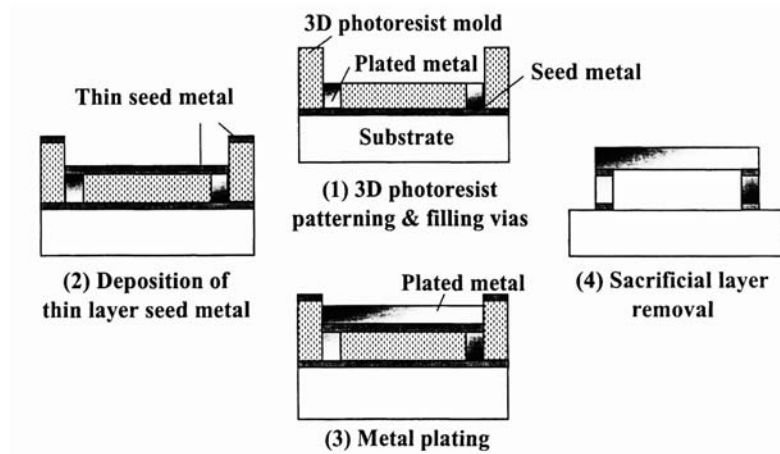 3D photoresist mold
Plated metal
Seed metal
Substrate
(1) 3D photoresist
patterning & filling vias
Thin seed metal
(2) Deposition of
thin layer seed metal
Plated metal
(3) Metal plating
(4) Sacrificial layer
removal